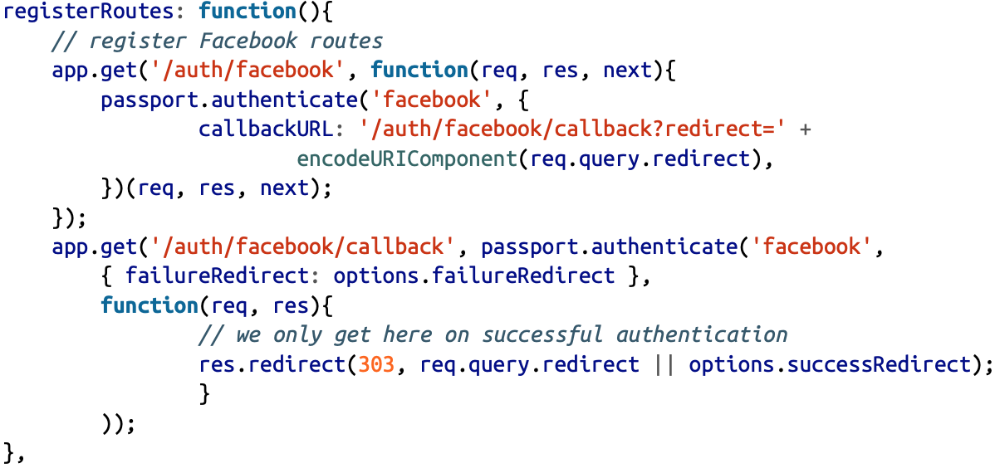 registerRoutes: function(){
    // register Facebook routes
    app.get('/auth/facebook', function(req, res, next){
        passport.authenticate('facebook', {
                callbackURL: '/auth/facebook/callback?redirect=' +
                        encodeURIComponent(req.query.redirect),
        })(req, res, next);
    });
    app.get('/auth/facebook/callback', passport.authenticate('facebook',
        { failureRedirect: options.failureRedirect },
        function(req, res){
                // we only get here on successful authentication
                res.redirect(303, req.query.redirect || options.successRedirect);
                }
        ));
},